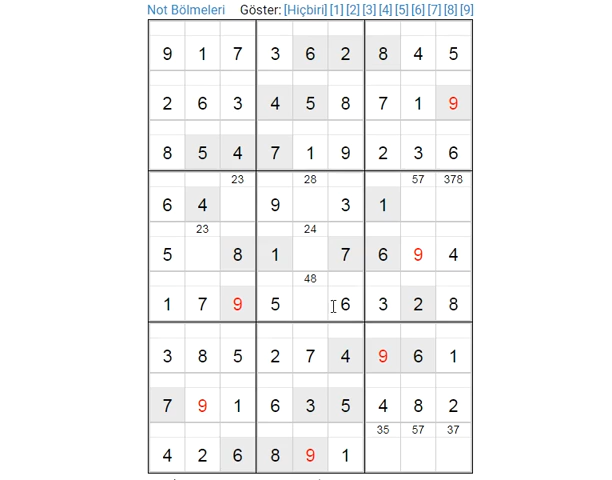 Not Bölmeleri Göster: [Hiçbiri] [1] [2] [3] [4] [5] [6] [7] [8] [9]
9 1 7 3 6 2 8 4 5
2 6 3 4 5 8 7 1 9
8 5 4 7 1 9 2 3 6
23 28 57 378
6 4 9 3 1
23 24
5 8 1 7 6 9 4
48
1 7 9 5 6 3 2 8
3 8 5 2 7 4 9 6 1
7 9 1 6 3 5 4 8 2
35 57 37
4 2 6 8 9 1